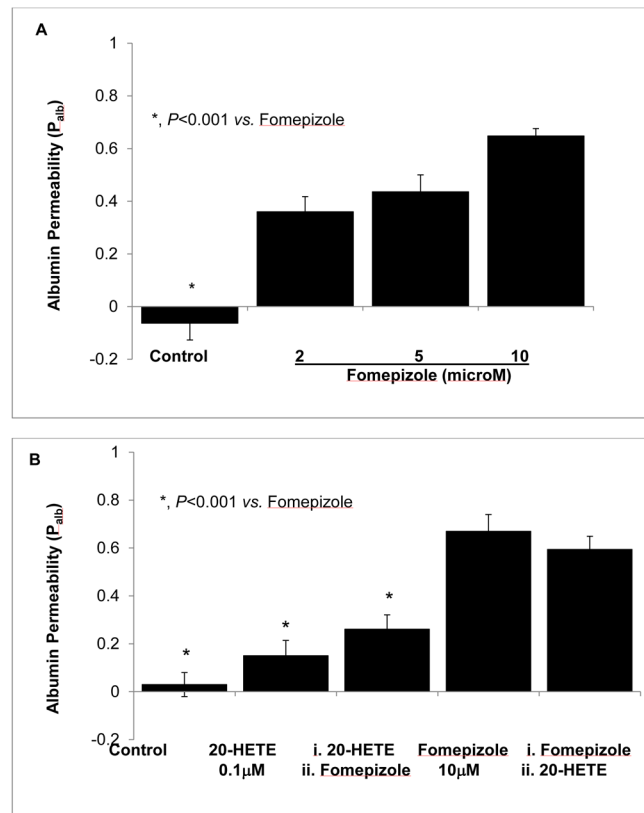 A
1
0.8
*, P<0.001 vs. Fomepizole
0.6
0.4
0.2
*
0
-0.2
Albumin Permeability (Palb)
Control 2 5 10
Fomepizole (microM)
B
1
0.8
*, P<0.001 vs. Fomepizole
0.6
0.4
*
0.2
*
*
0
-0.2
Albumin Permeability (Palb)
Control 20-HETE i. 20-HETE Fomepizole i. Fomepizole
0.1µM ii. Fomepizole 10µM ii. 20-HETE